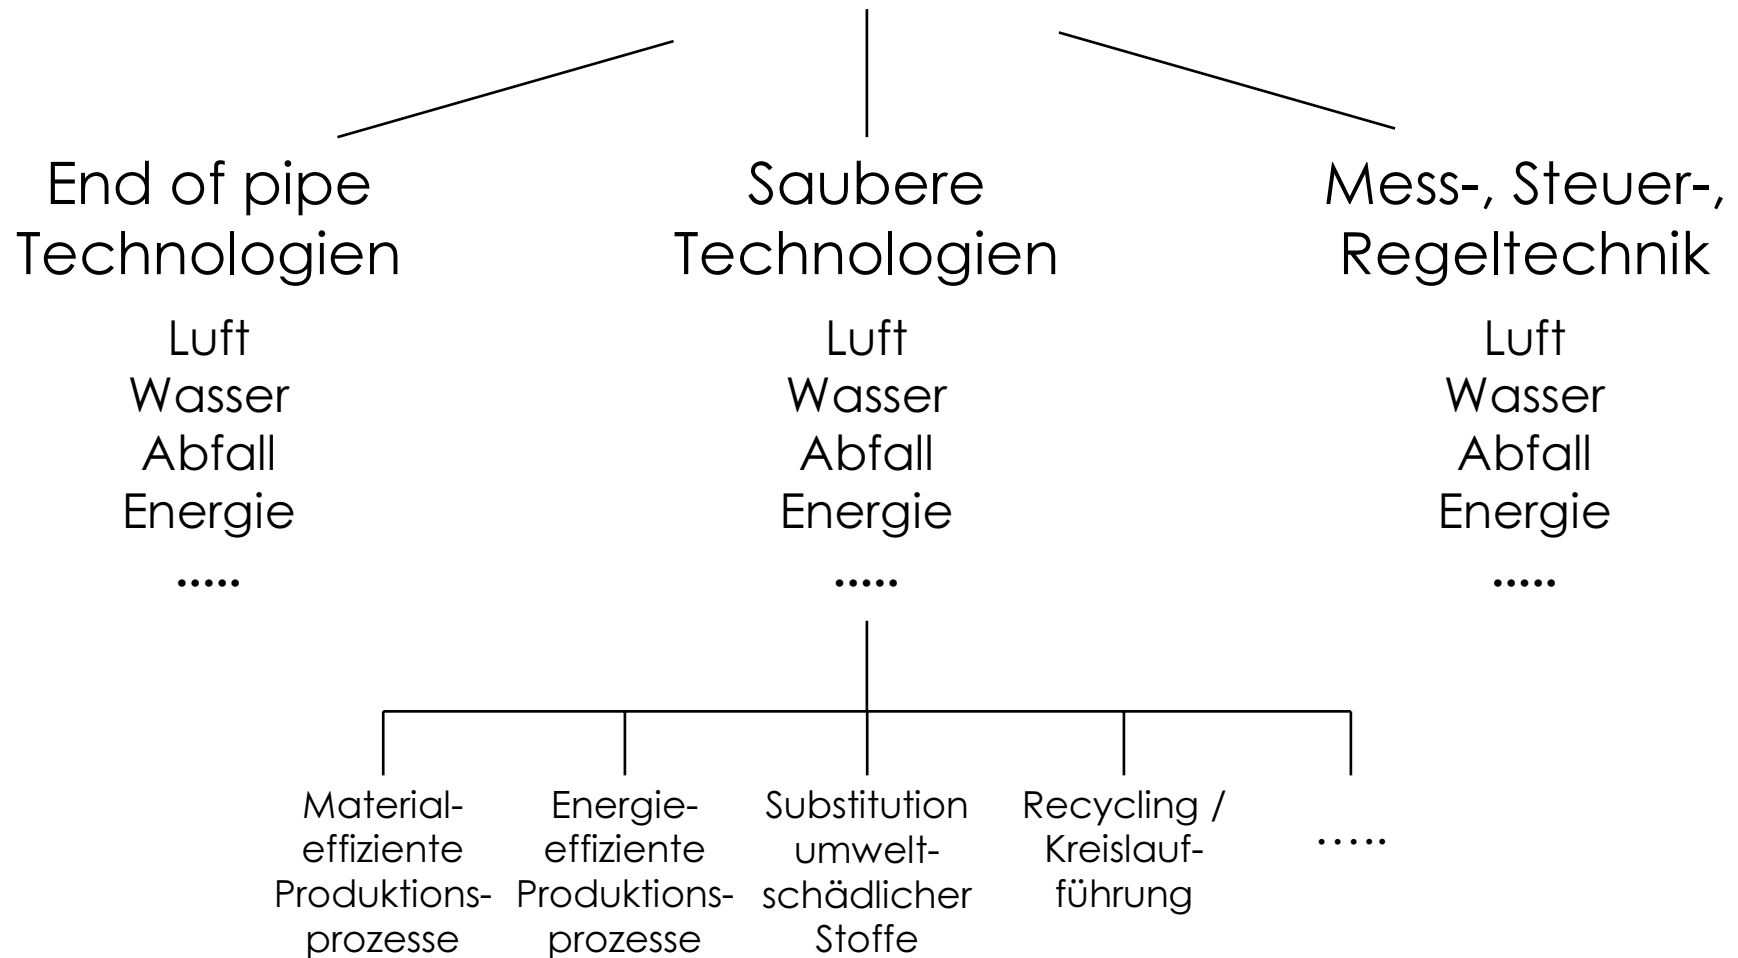 End of pipe
Technologien
Luft
Wasser
Abfall
Energie
.....
Saubere
Technologien
Luft
Wasser
Abfall
Energie
.....
Mess-, Steuer-,
Regeltechnik
Luft
Wasser
Abfall
Energie
.....
Material-
effiziente
Produktions-
prozesse
Energie-
effiziente
Produktions-
prozesse
Substitution
umwelt-
schädlicher
Stoffe
Recycling /
Kreislauf-
führung
.....